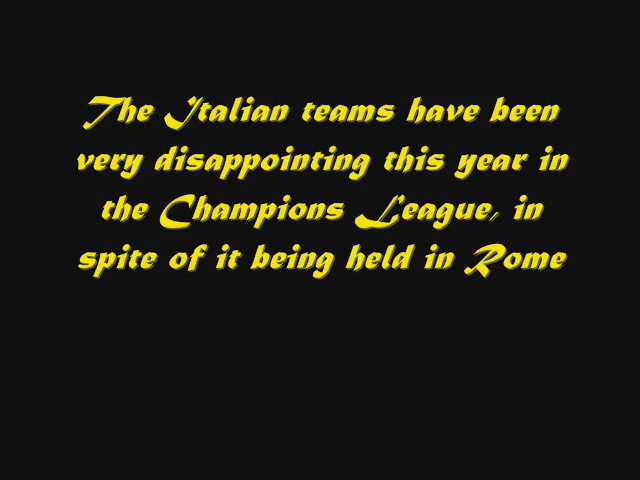 The Italian teams have been
very disappointing this year in
the Champions League, in
spite of it being held in Rome